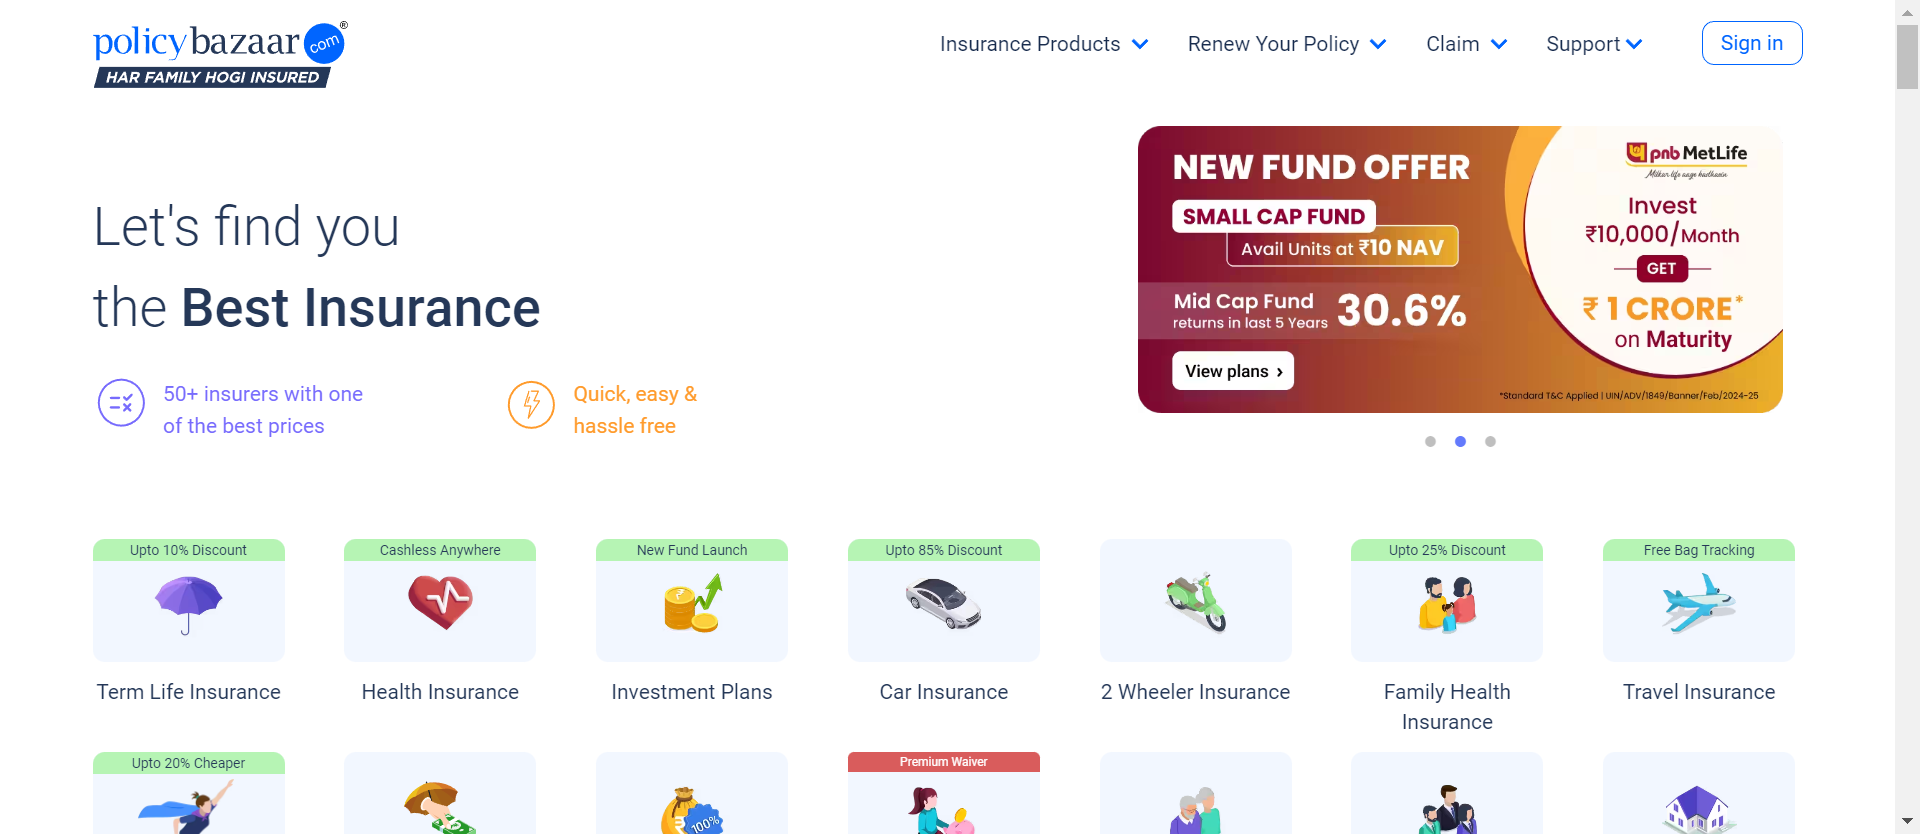 policybazaar.com®
HAR FAMILY HOGI INSURED
Insurance Products
Renew Your Policy
Claim
Support
Sign in
Let's find you
the Best Insurance
50+ insurers with one
of the best prices
Quick, easy &
hassle free
NEW FUND OFFER
SMALL CAP FUND
Avail Units at ₹10 NAV
Mid Cap Fund
returns in last 5 Years
30.6%
View plans ›
pnb MetLife
Milkar life aage badhaein
Invest
₹10,000/Month
GET
₹ 1 CRORE*
on Maturity
*Standard T&C Applied | UIN/ADV/1849/Banner/Feb/2024-25
Upto 10% Discount
Cashless Anywhere
New Fund Launch
Upto 85% Discount
Upto 25% Discount
Free Bag Tracking
Term Life Insurance
Health Insurance
Investment Plans
Car Insurance
2 Wheeler Insurance
Family Health
Insurance
Travel Insurance
Upto 20% Cheaper
Premium Waiver
₹
100%